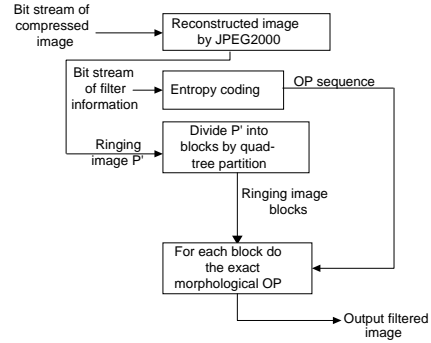 Bit stream of
compressed
image
Reconstructed image
by JPEG2000
Bit stream
of filter
information
Entropy coding
OP sequence
Ringing
image P'
Divide P' into
blocks by quad-
tree partition
Ringing image
blocks
For each block do
the exact
morphological OP
Output filtered
image